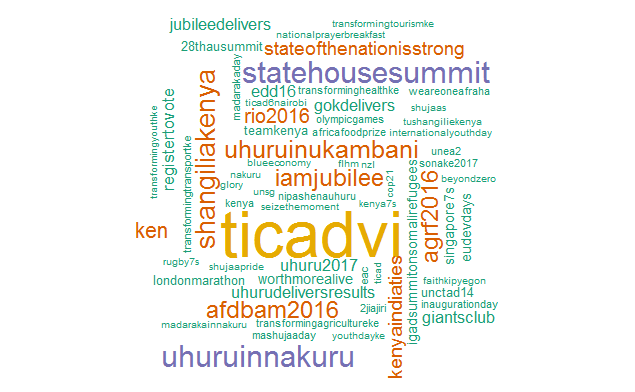 transformingtourismke
jubileedelivers
nationalprayerbreakfast
28thausummit
stateofthenationisstrong
madarakaday
statehousesummit
edd16
transforminghealthke
weareoneafraha
transformingyouthke
registertovote
transformingtransportke
shangiliakenya
ticad6nairobi
gokdelivers
shujaas
rio2016
olympicgames
tushangiliekenya
teamkenya
africafoodprize
internationalyouthday
uhuruinukambani
unea2
blueeconomy
flhm
nzl
sonake2017
nakuru
iamjubilee
cop21
igadsummitonsomalirefugees
agrf2016
singapore7s
eudevdays
beyondzero
glory
unsg
nipashenauhuru
kenya
seizethemoment
kenya7s
ken
ticadvi
rugby7s
shujaapride
uhuru2017
eac
ticad
kenyaindiaties
londonmarathon
worthmorealive
faithkipyegon
uhurudeliversresults
unctad14
afdbam2016
2jiajiri
inaugurationday
giantsclub
madarakainnakuru
transformingagricultureke
mashujaaday
youthdayke
uhuruinnakuru